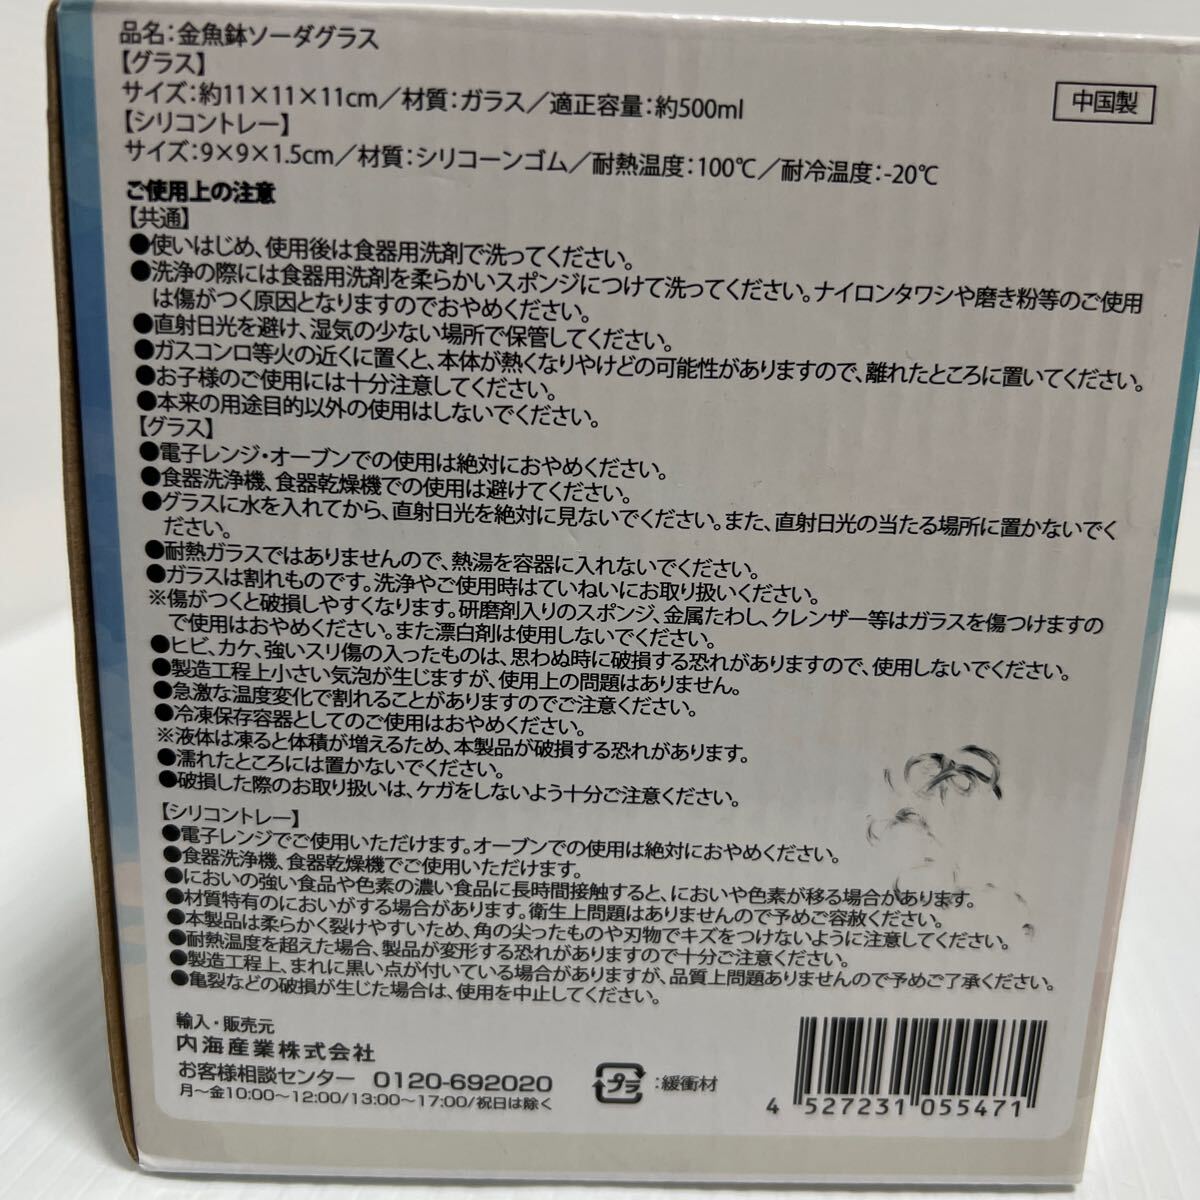 品名:金魚鉢ソーダグラス
【グラス】
サイズ:約11×11×11cm/材質:ガラス/適正容量:約500ml
中国製
【シリコントレー】
サイズ:9×9×1.5cm/材質:シリコーンゴム/耐熱温度:100℃/耐冷温度:-20℃
ご使用上の注意
【共通】
●使いはじめ、使用後は食器用洗剤で洗ってください。
●洗浄の際には食器用洗剤を柔らかいスポンジにつけて洗ってください。ナイロンタワシや磨き粉等のご使用
は傷がつく原因となりますのでおやめください。
●直射日光を避け、湿気の少ない場所で保管してください。
●ガスコンロ等火の近くに置くと、本体が熱くなりやけどの可能性がありますので、離れたところに置いてください。
●お子様のご使用には十分注意してください。
●本来の用途目的以外の使用はしないでください。
【グラス】
●電子レンジ・オーブンでの使用は絶対におやめください。
●食器洗浄機、食器乾燥機での使用は避けてください。
●グラスに水を入れてから、直射日光を絶対に見ないでください。また、直射日光の当たる場所に置かないでく
ださい。
●耐熱ガラスではありませんので、熱湯を容器に入れないでください。
●ガラスは割れものです。洗浄やご使用時はていねいにお取り扱いください。
※傷がつくと破損しやすくなります。研磨剤入りのスポンジ、金属たわし、クレンザー等はガラスを傷つけますの
で使用はおやめください。また漂白剤は使用しないでください。
●ヒビ、カケ、強いスリ傷の入ったものは、思わぬ時に破損する恐れがありますので、使用しないでください。
●製造工程上小さい気泡が生じますが、使用上の問題はありません。
●急激な温度変化で割れることがありますのでご注意ください。
●冷凍保存容器としてのご使用はおやめください。
※液体は凍ると体積が増えるため、本製品が破損する恐れがあります。
●濡れたところには置かないでください。
●破損した際のお取り扱いは、ケガをしないよう十分ご注意ください。
【シリコントレー】
●電子レンジでご使用いただけます。オーブンでの使用は絶対におやめください。
●食器洗浄機、食器乾燥機でご使用いただけます。
●においの強い食品や色素の濃い食品に長時間接触すると、においや色素が移る場合があります。
●材質特有のにおいがする場合があります。衛生上問題はありませんので予めご容赦ください。
●本製品は柔らかく裂けやすいため、角の尖ったものや刃物でキズをつけないように注意してください。
●耐熱温度を超えた場合、製品が変形する恐れがありますので十分ご注意ください。
●製造工程上、まれに黒い点が付いている場合がありますが、品質上問題ありませんので予めご了承ください。
●亀裂などの破損が生じた場合は、使用を中止してください。
輸入・販売元
内海産業株式会社
お客様相談センター 0120-692020
月～金10:00～12:00/13:00～17:00/祝日は除く
プラ :緩衝材
4 527231 055471